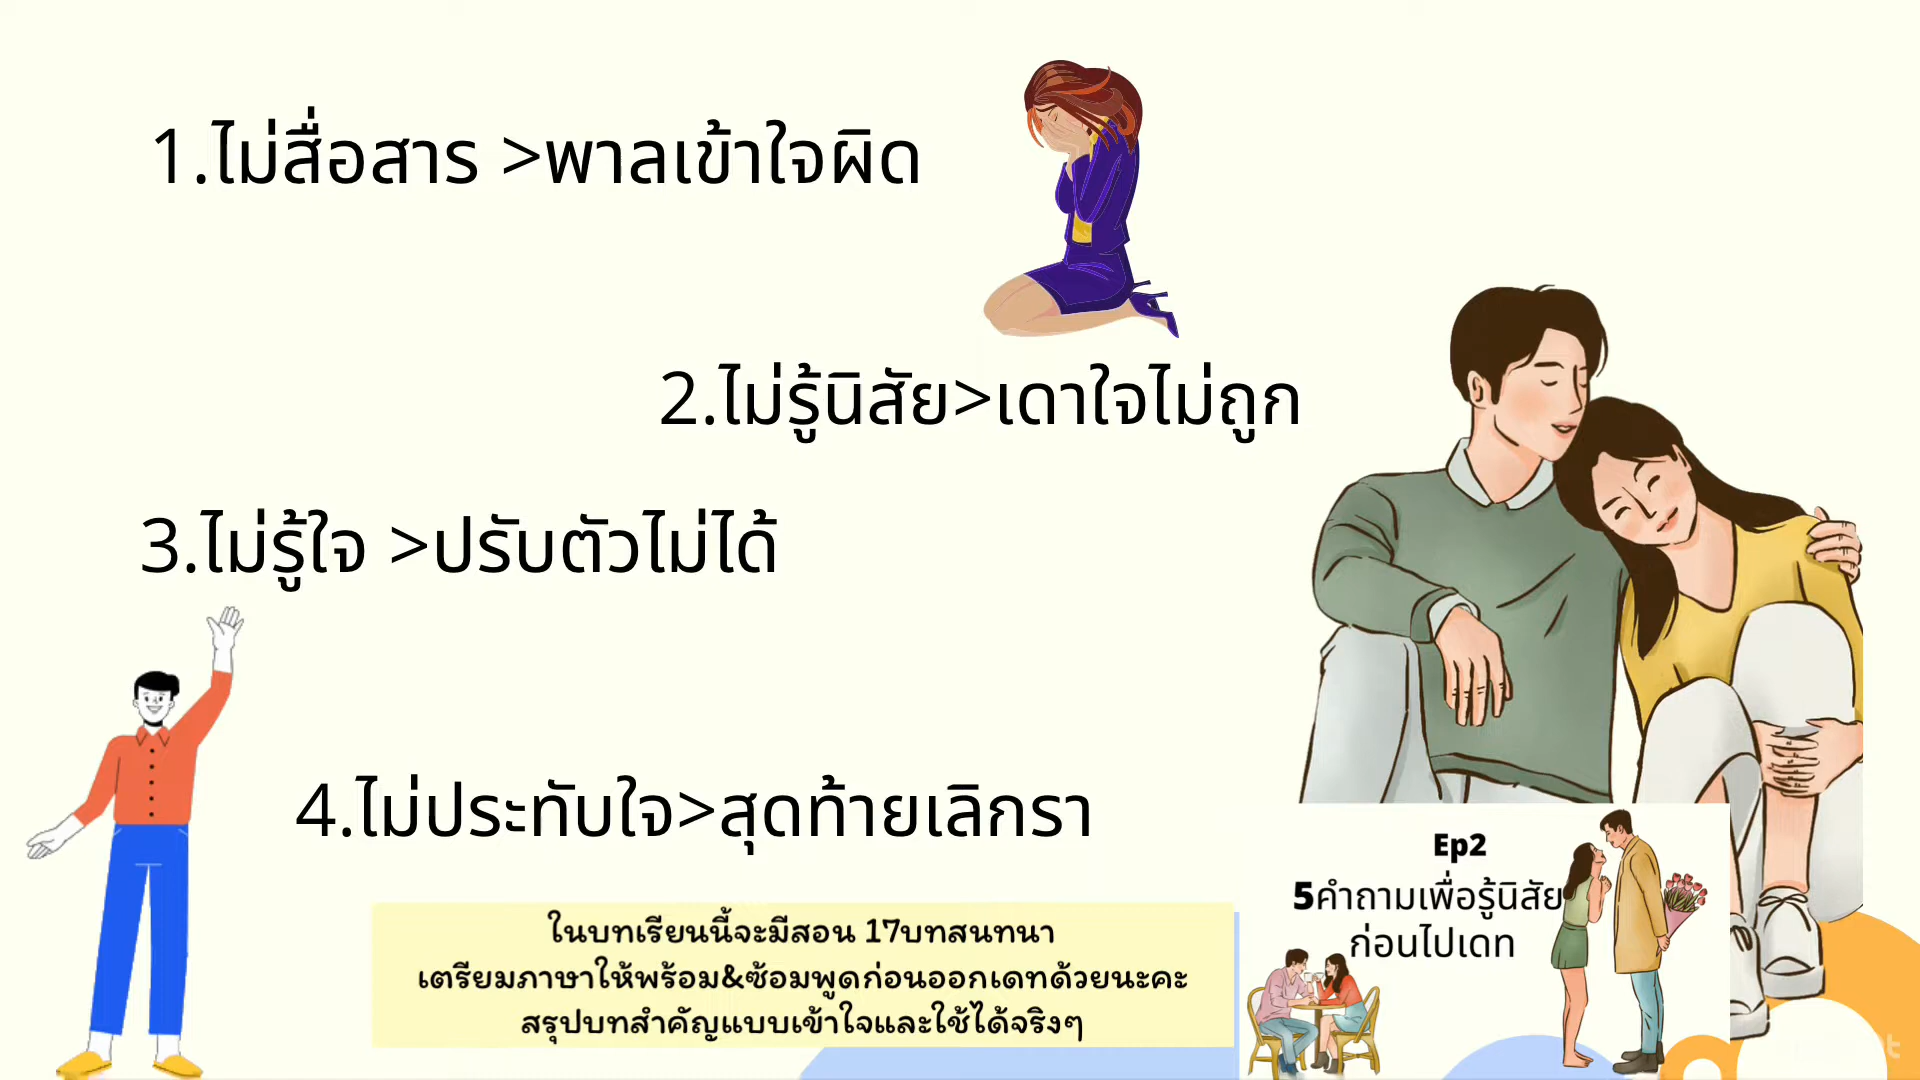 1.ไม่สื่อสาร >พาลเข้าใจผิด
2.ไม่รู้นิสัย>เดาใจไม่ถูก
3.ไม่รู้ใจ >ปรับตัวไม่ได้
4.ไม่ประทับใจ>สุดท้ายเลิกรา
ในบทเรียนนี้จะมีสอน 17บทสนทนา
เตรียมภาษาให้พร้อม&ซ้อมพูดก่อนออกเดทด้วยนะคะ
สรุปบทสำคัญแบบเข้าใจและใช้ได้จริงๆ
Ep2
5คำถามเพื่อรู้นิสัย
ก่อนไปเดท